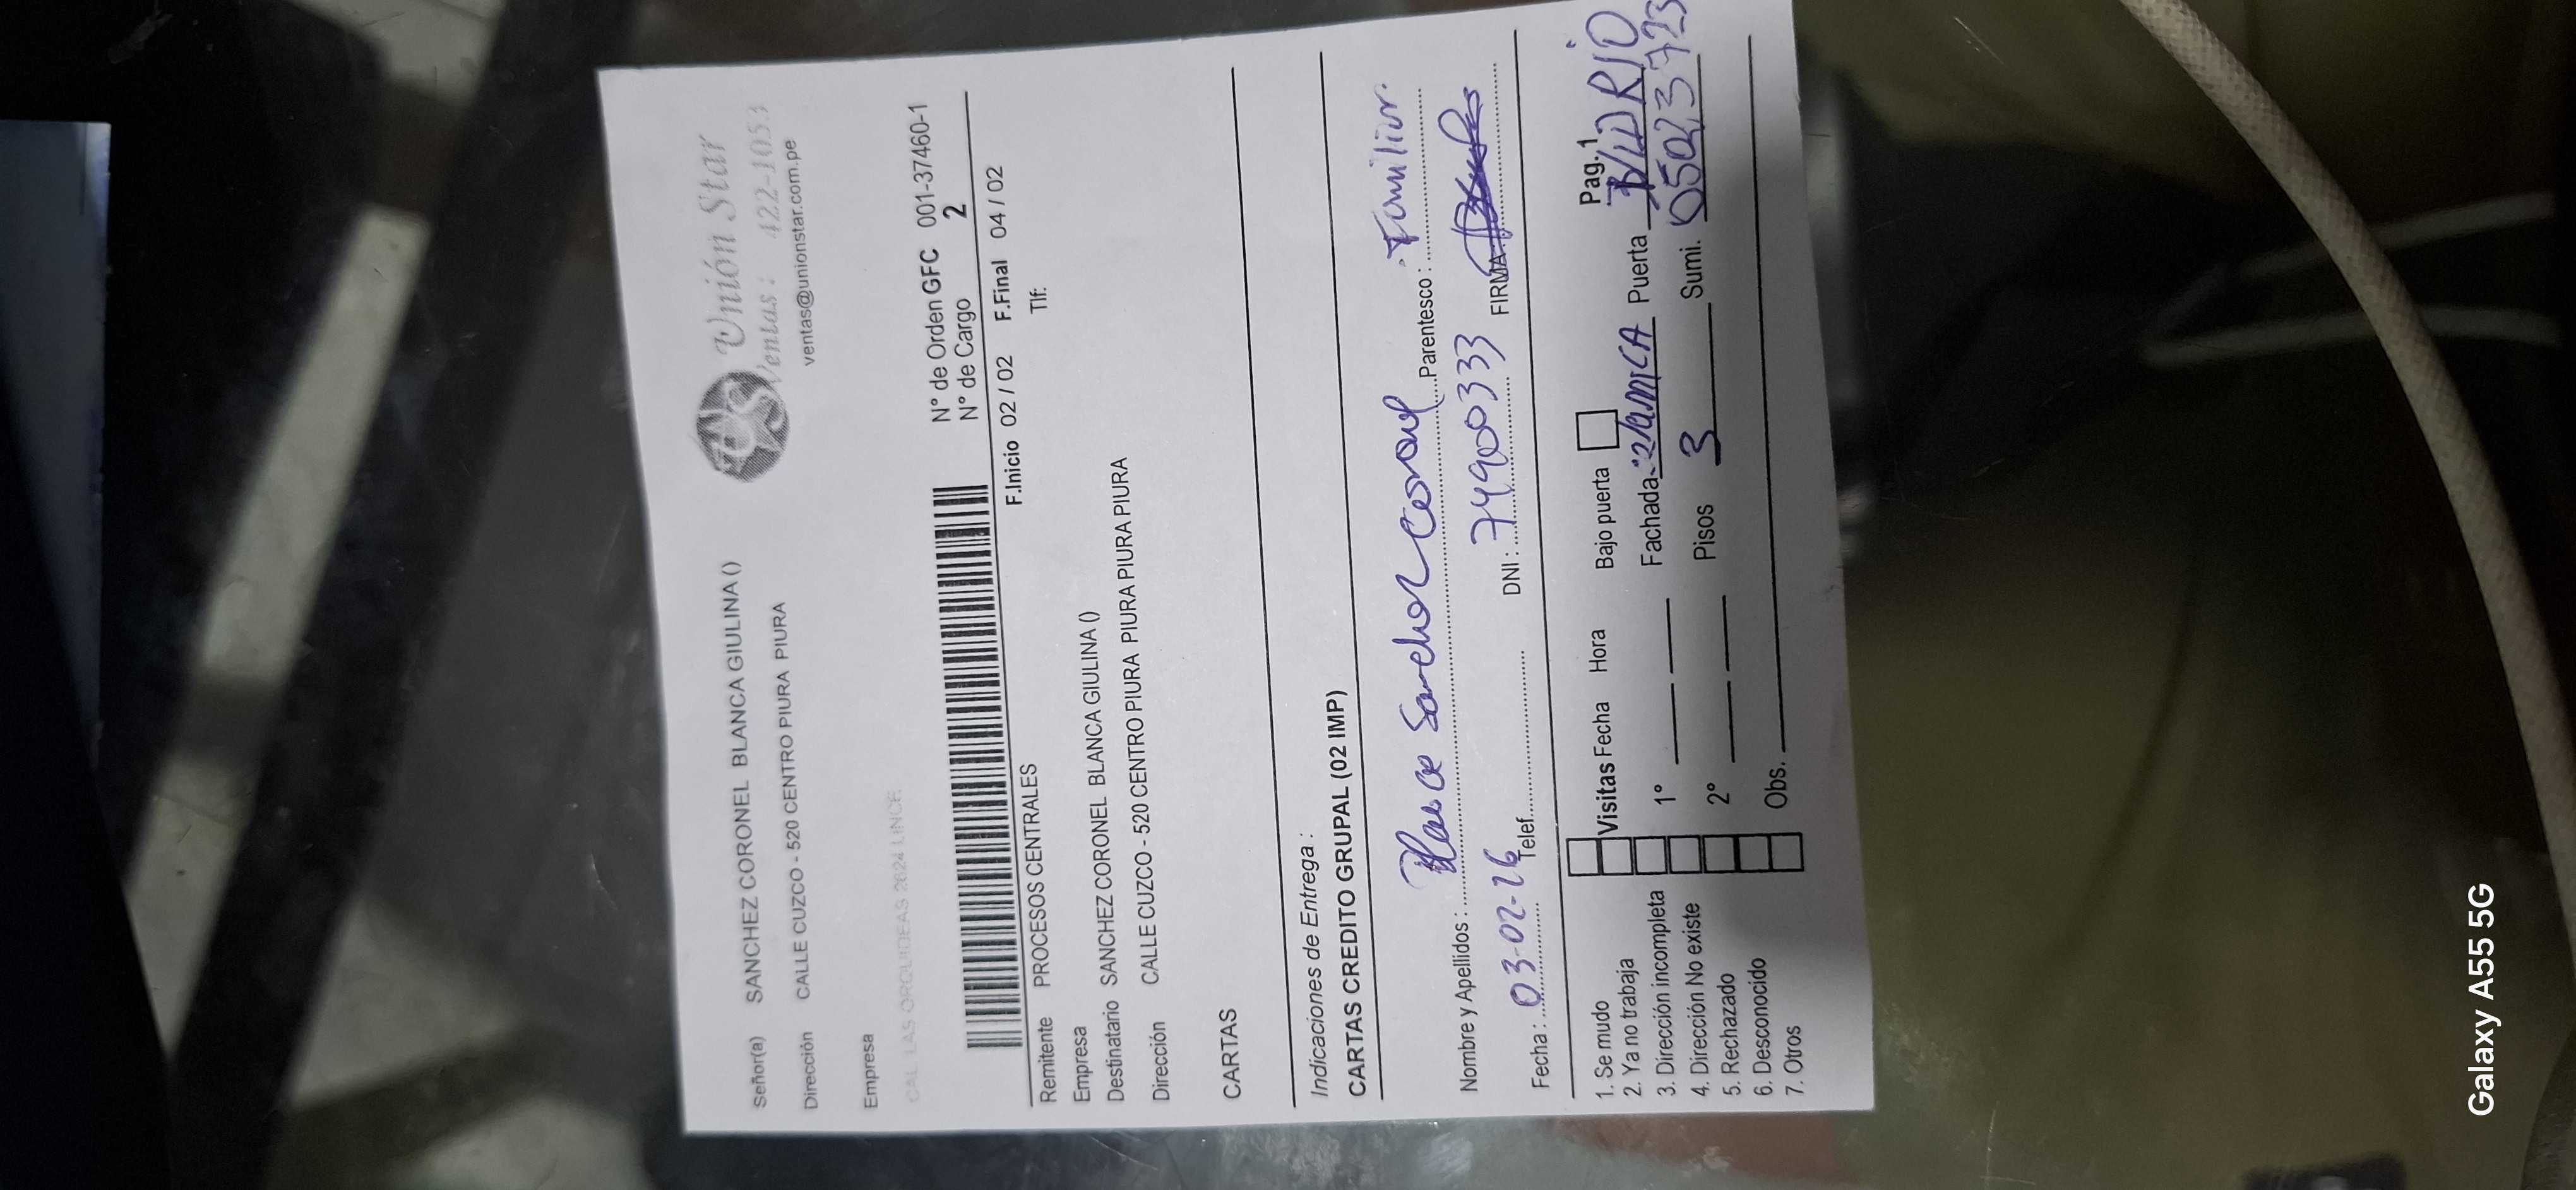 Unión Star
Ventas: 422-1053
ventas@unionstar.com.pe
Señor(a) SANCHEZ CORONEL BLANCA GIULINA ()
Dirección CALLE CUZCO - 520 CENTRO PIURA PIURA
Empresa
CAL LAS ORQUIDEAS 2624 LINCE
N° de Orden GFC 001-37460-1
N° de Cargo 2
F.Inicio 02 / 02 F.Final 04 / 02
Remitente PROCESOS CENTRALES Tlf:
Empresa
Destinatario SANCHEZ CORONEL BLANCA GIULINA ()
Dirección CALLE CUZCO - 520 CENTRO PIURA PIURA PIURA PIURA
CARTAS
Indicaciones de Entrega :
CARTAS CREDITO GRUPAL (02 IMP)
Nombre y Apellidos : Sanchez Coronel Parentesco : Familiar.
Fecha : 03-02-26 Telef. DNI : 74900333 FIRMA
Pag.1
1. Se mudo Visitas Fecha Hora Bajo puerta
2. Ya no trabaja 1° Fachada Puerta
3. Dirección incompleta 2° Pisos 3 Sumi.
4. Dirección No existe Obs.
5. Rechazado
6. Desconocido
7. Otros
Galaxy A55 5G